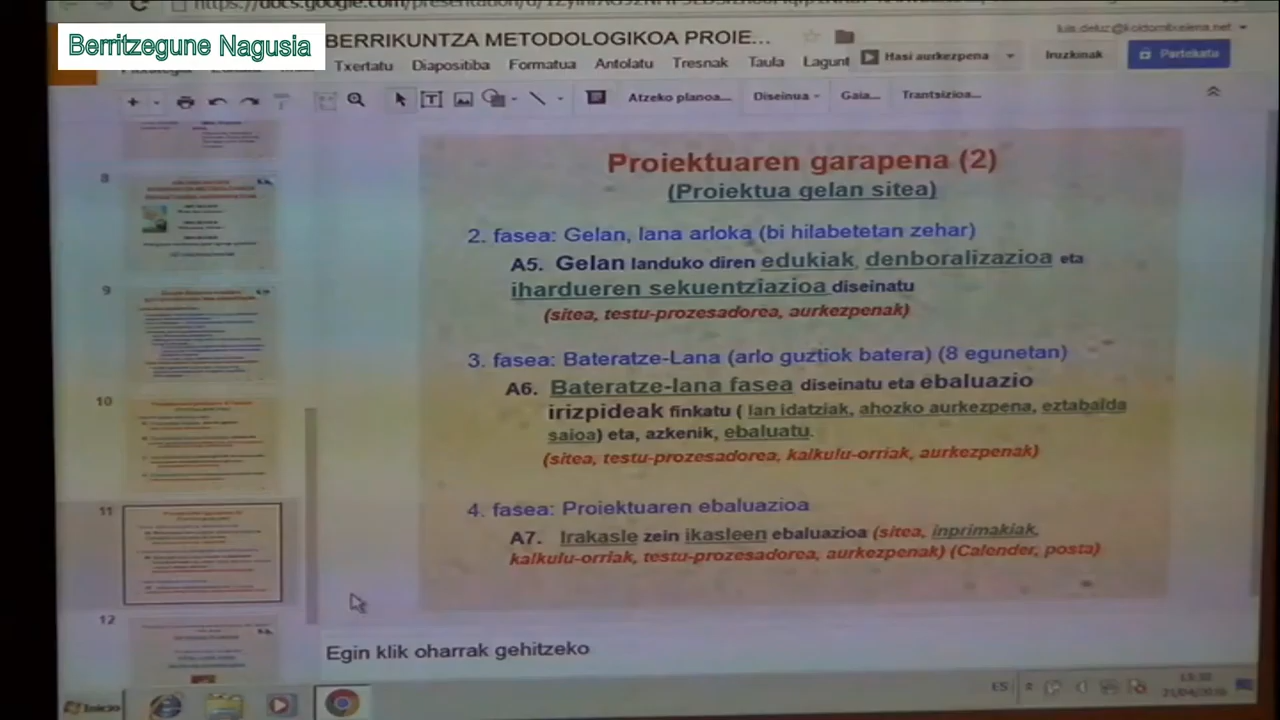 Berritzegune Nagusia
BERRIKUNTZA METODOLOGIKOA PROIE...
Txertatu Diapositiba Formatua Antolatu Tresnak Taula Lagunt Hasi aurkezpena Iruzkinak Partekatu
Atzeko planoa... Diseinua Gaia... Trantsizioa...
8
9
10
11
12
Proiektuaren garapena (2)
(Proiektua gelan sitea)
2. fasea: Gelan, lana arloka (bi hilabetetan zehar)
A5. Gelan landuko diren edukiak, denboralizazioa eta
ihardueren sekuentziazioa diseinatu
(sitea, testu-prozesadorea, aurkezpenak)
3. fasea: Bateratze-Lana (arlo guztiok batera) (8 egunetan)
A6. Bateratze-lana fasea diseinatu eta ebaluazio
irizpideak finkatu ( lan idatziak, ahozko aurkezpena, eztabaida
saioa) eta, azkenik, ebaluatu.
(sitea, testu-prozesadorea, kalkulu-orriak, aurkezpenak)
4. fasea: Proiektuaren ebaluazioa
A7. Irakasle zein ikasleen ebaluazioa (sitea, inprimakiak,
kalkulu-orriak, testu-prozesadorea, aurkezpenak) (Calender, posta)
Egin klik oharrak gehitzeko
Inicio
ES